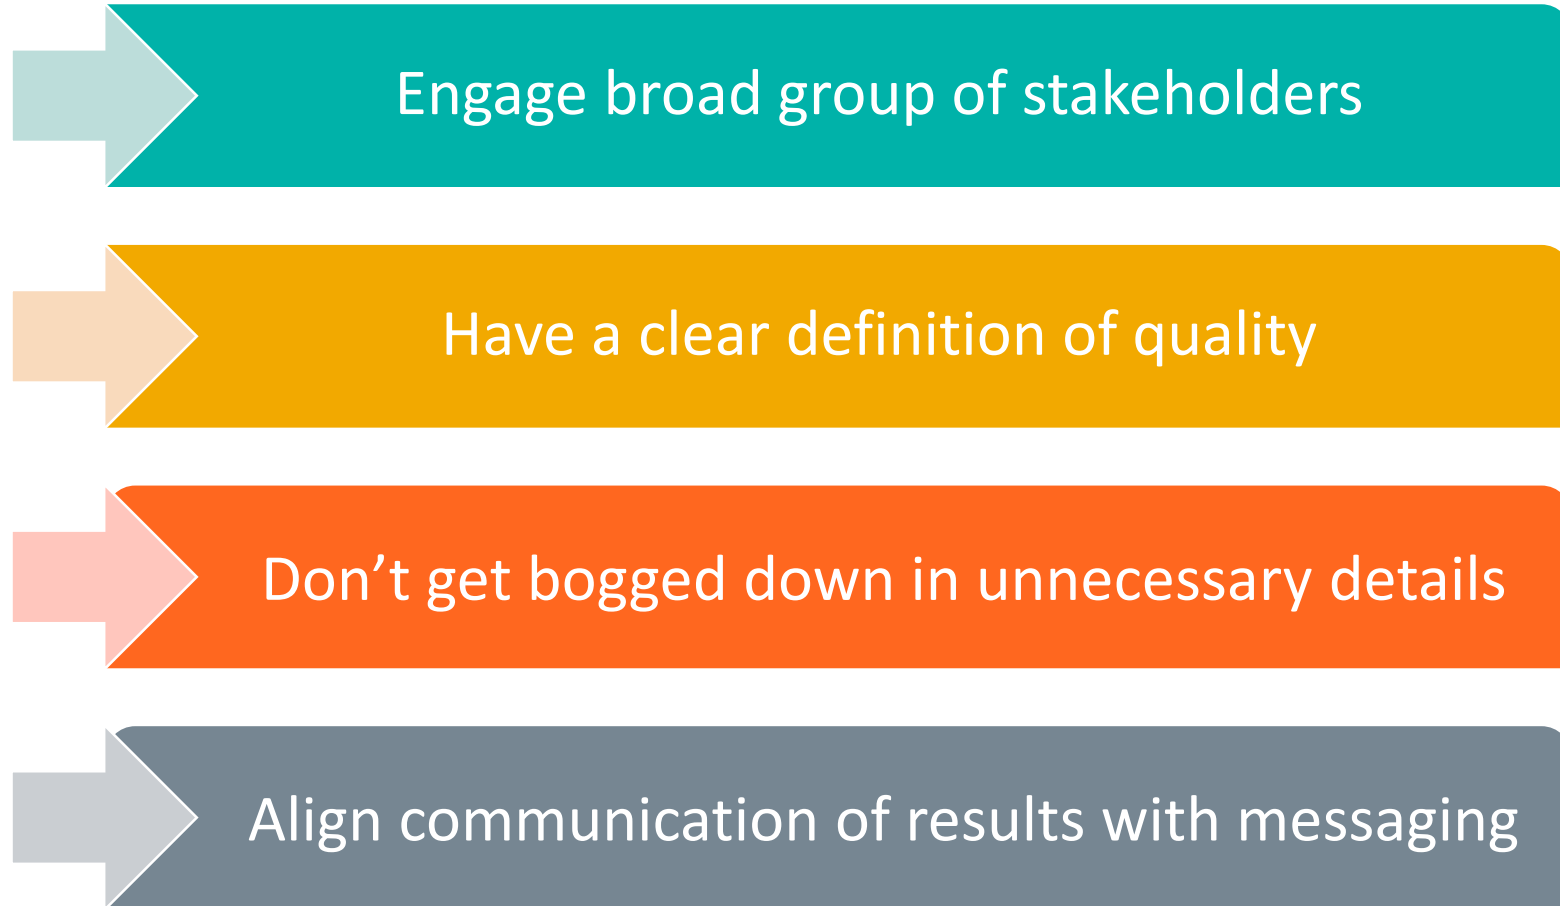 Engage broad group of stakeholders
Have a clear definition of quality
Don’t get bogged down in unnecessary details
Align communication of results with messaging